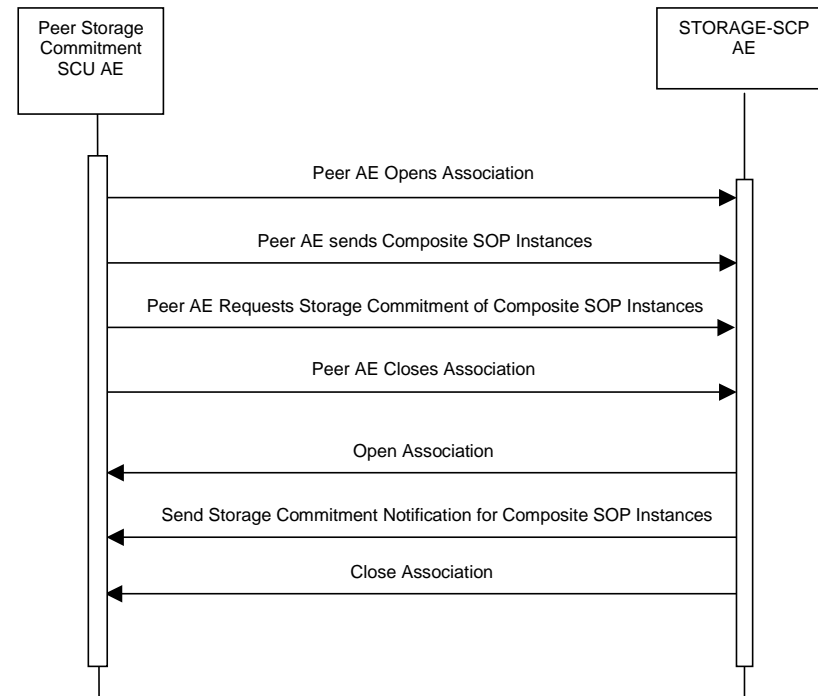 Peer Storage
Commitment
SCU AE
STORAGE-SCP
AE
Peer AE Opens Association
Peer AE sends Composite SOP Instances
Peer AE Requests Storage Commitment of Composite SOP Instances
Peer AE Closes Association
Open Association
Send Storage Commitment Notification for Composite SOP Instances
Close Association